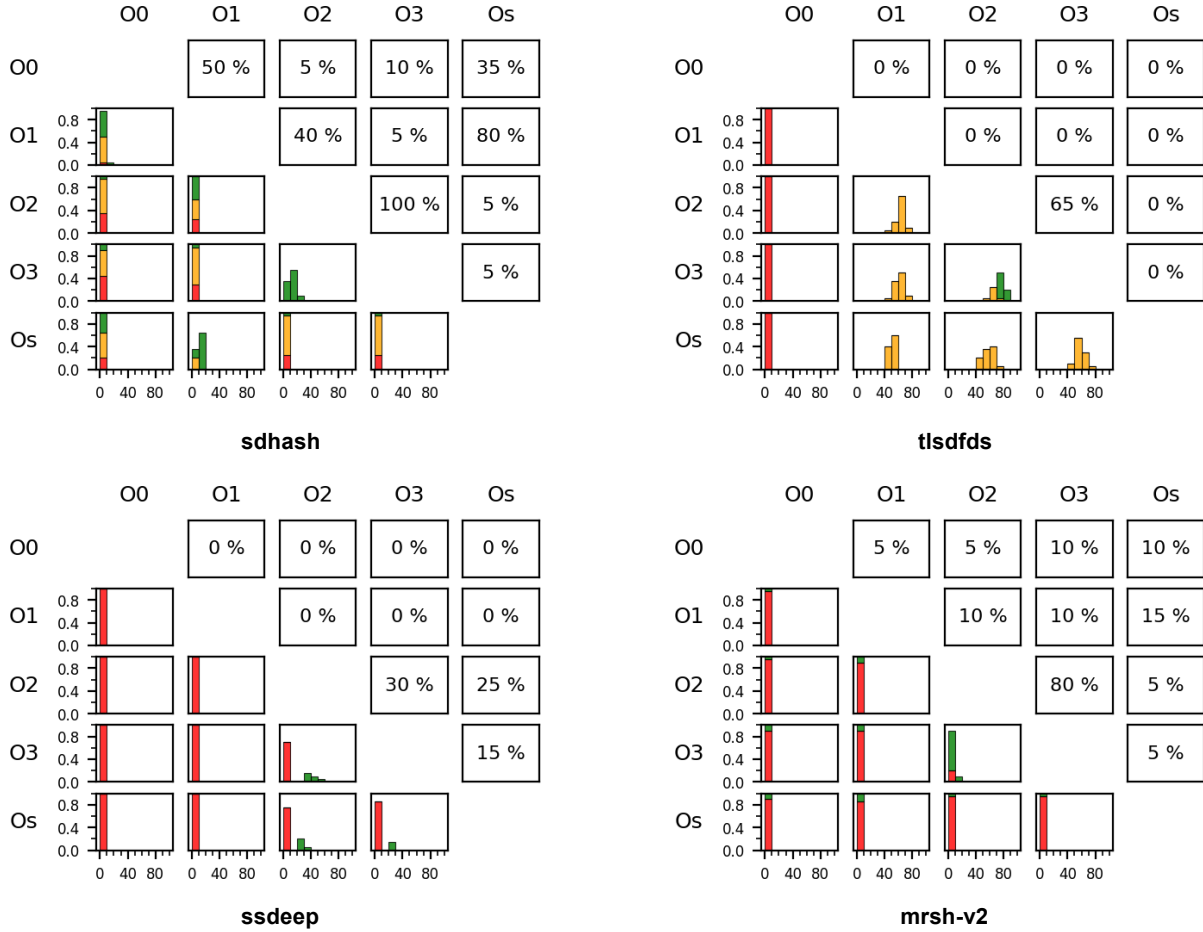 O0 O1 O2 O3 Os
O0 50 % 5 % 10 % 35 %
O1 0.8 0.4 0.0 40 % 5 % 80 %
O2 0.8 0.4 0.0 100 % 5 %
O3 0.8 0.4 0.0 5 %
Os 0.8 0.4 0.0
0 40 80 0 40 80 0 40 80 0 40 80
sdhash
O0 O1 O2 O3 Os
O0 0 % 0 % 0 % 0 %
O1 0.8 0.4 0.0 0 % 0 % 0 %
O2 0.8 0.4 0.0 65 % 0 %
O3 0.8 0.4 0.0 0 %
Os 0.8 0.4 0.0
0 40 80 0 40 80 0 40 80 0 40 80
tlsdfds
O0 O1 O2 O3 Os
O0 0 % 0 % 0 % 0 %
O1 0.8 0.4 0.0 0 % 0 % 0 %
O2 0.8 0.4 0.0 30 % 25 %
O3 0.8 0.4 0.0 15 %
Os 0.8 0.4 0.0
0 40 80 0 40 80 0 40 80 0 40 80
ssdeep
O0 O1 O2 O3 Os
O0 5 % 5 % 10 % 10 %
O1 0.8 0.4 0.0 10 % 10 % 15 %
O2 0.8 0.4 0.0 80 % 5 %
O3 0.8 0.4 0.0 5 %
Os 0.8 0.4 0.0
0 40 80 0 40 80 0 40 80 0 40 80
mrsh-v2